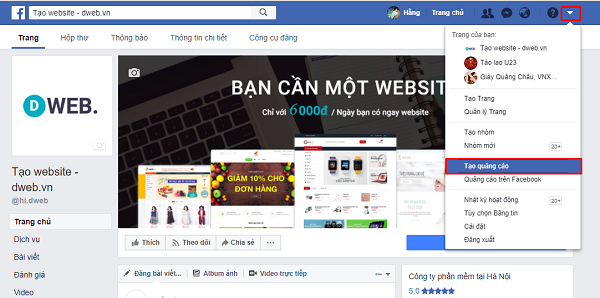 Tạo website - dweb.vn
Hằng
Trang chủ
Trang
Hộp thư
Thông báo
Thông tin chi tiết
Công cụ đăng
Trang của bạn:
Tạo website - dweb.vn
Táo lao U23
Giày Quảng Châu, VNX...
Tạo Trang
Quản lý Trang
Tạo nhóm
Nhóm mới
20+
Tạo quảng cáo
Quảng cáo trên Facebook
Nhật ký hoạt động
20+
Tùy chọn Bảng tin
Cài đặt
Đăng xuất
D WEB.
BẠN CẦN MỘT WEBSITE
Chỉ với 6000đ / Ngày bạn có ngay website
GIẢM 10% CHO
ĐƠN HÀNG
Tạo website -
dweb.vn
@hi.dweb
Trang chủ
Dịch vụ
Bài viết
Đánh giá
Video
Thích
Theo dõi
Chia sẻ
Đăng bài viết...
Album ảnh
Video trực tiếp
Công ty phần mềm tại Hà Nội
5,0 ★★★★★